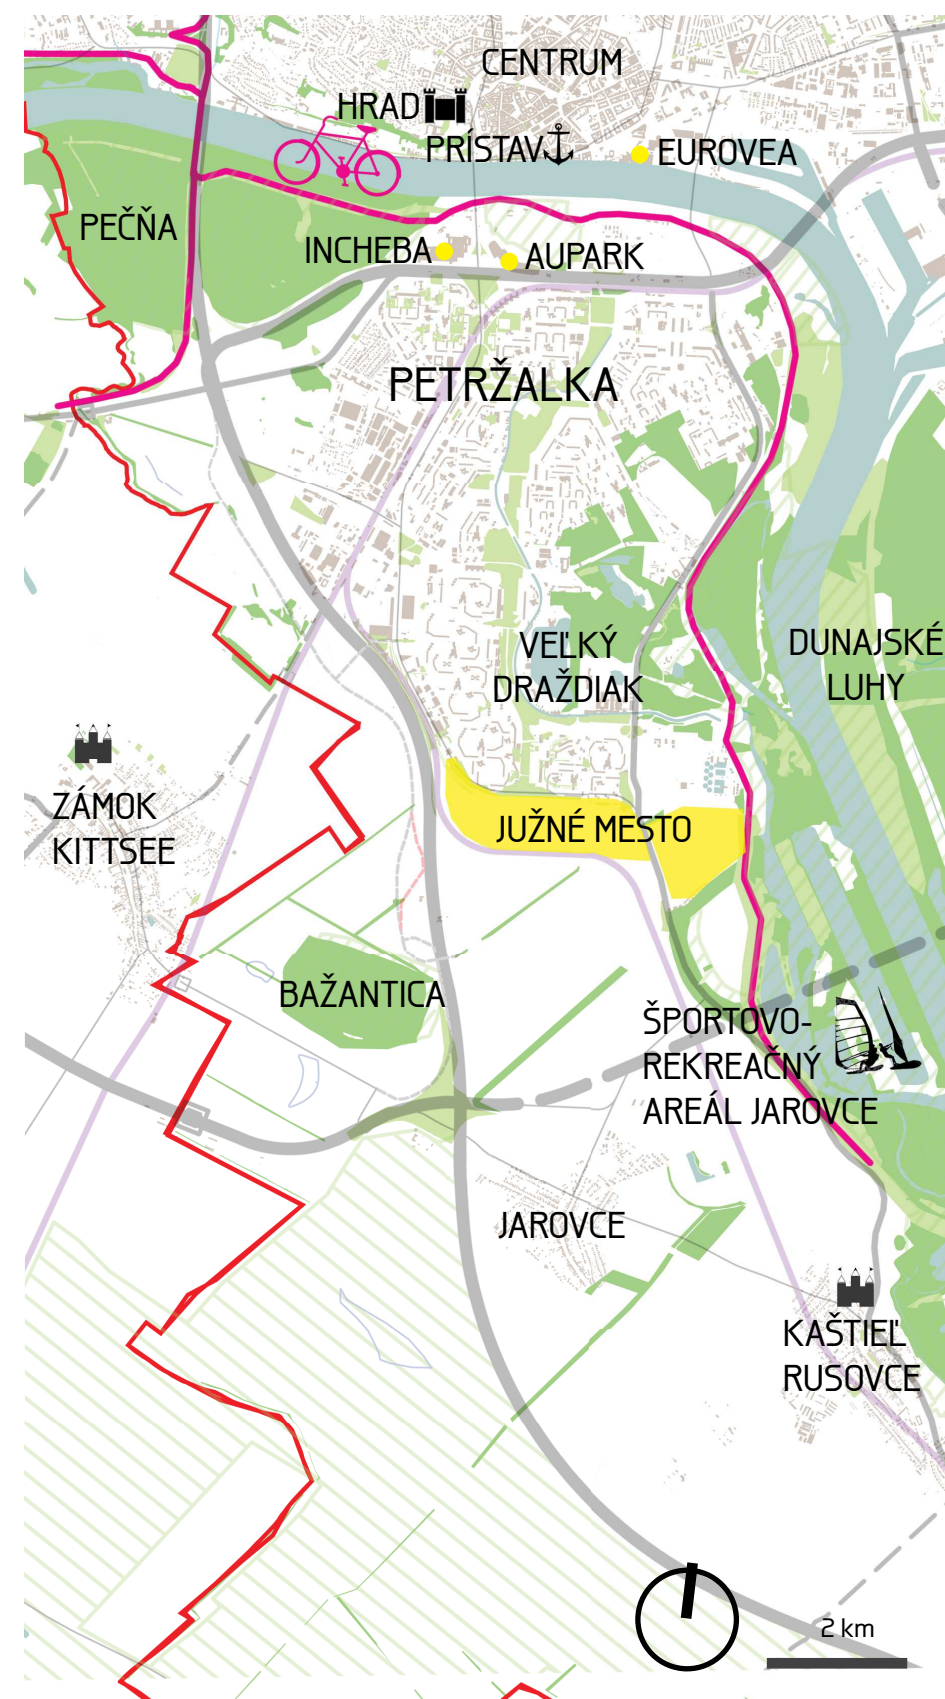 CENTRUM
HRAD
PRÍSTAV
EUROVEA
PEČŇA
INCHEBA
AUPARK
PETRŽALKA
VEĽKÝ
DRAŽDIAK
DUNAJSKÉ
LUHY
ZÁMOK
KITTSEE
JUŽNÉ MESTO
BAŽANTICA
ŠPORTOVO-
REKREAČNÝ
AREÁL JAROVCE
JAROVCE
KAŠTIEĽ
RUSOVCE
2 km